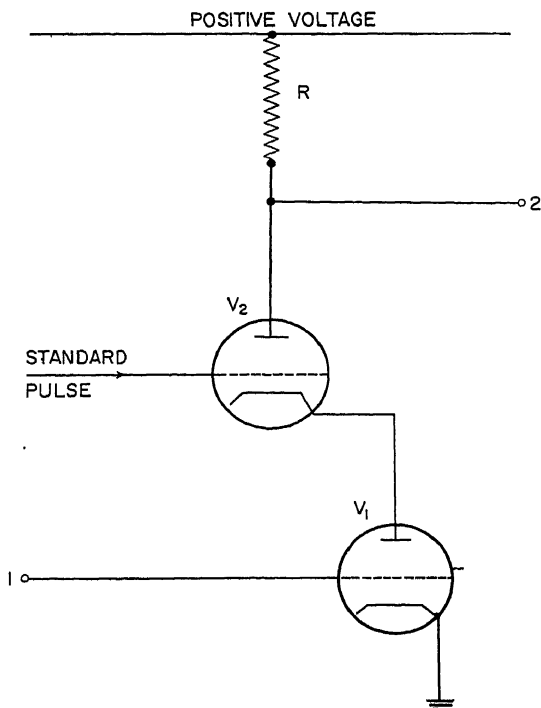 POSITIVE VOLTAGE
R
2
V₂
STANDARD
PULSE
V₁
1